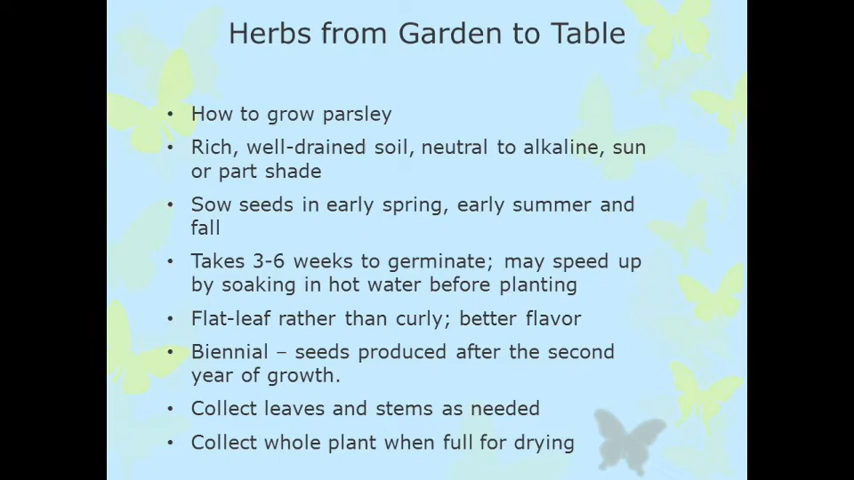 Herbs from Garden to Table
• How to grow parsley
• Rich, well-drained soil, neutral to alkaline, sun
or part shade
• Sow seeds in early spring, early summer and
fall
• Takes 3-6 weeks to germinate; may speed up
by soaking in hot water before planting
• Flat-leaf rather than curly; better flavor
• Biennial – seeds produced after the second
year of growth.
• Collect leaves and stems as needed
• Collect whole plant when full for drying